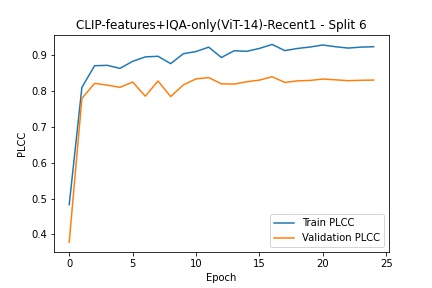 CLIP-features+IQA-only(ViT-14)-Recent1 - Split 6
PLCC
0.9
0.8
0.7
0.6
0.5
0.4
Train PLCC
Validation PLCC
0 5 10 15 20 25
Epoch